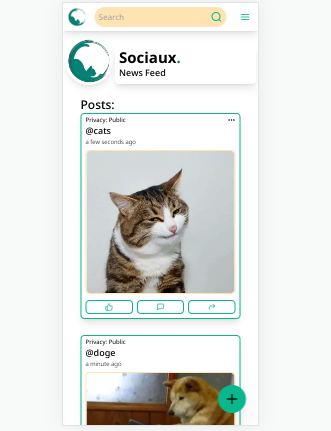 Search
Sociaux.
News Feed
Posts:
Privacy: Public
@cats
a few seconds ago
Privacy: Public
@doge
a minute ago